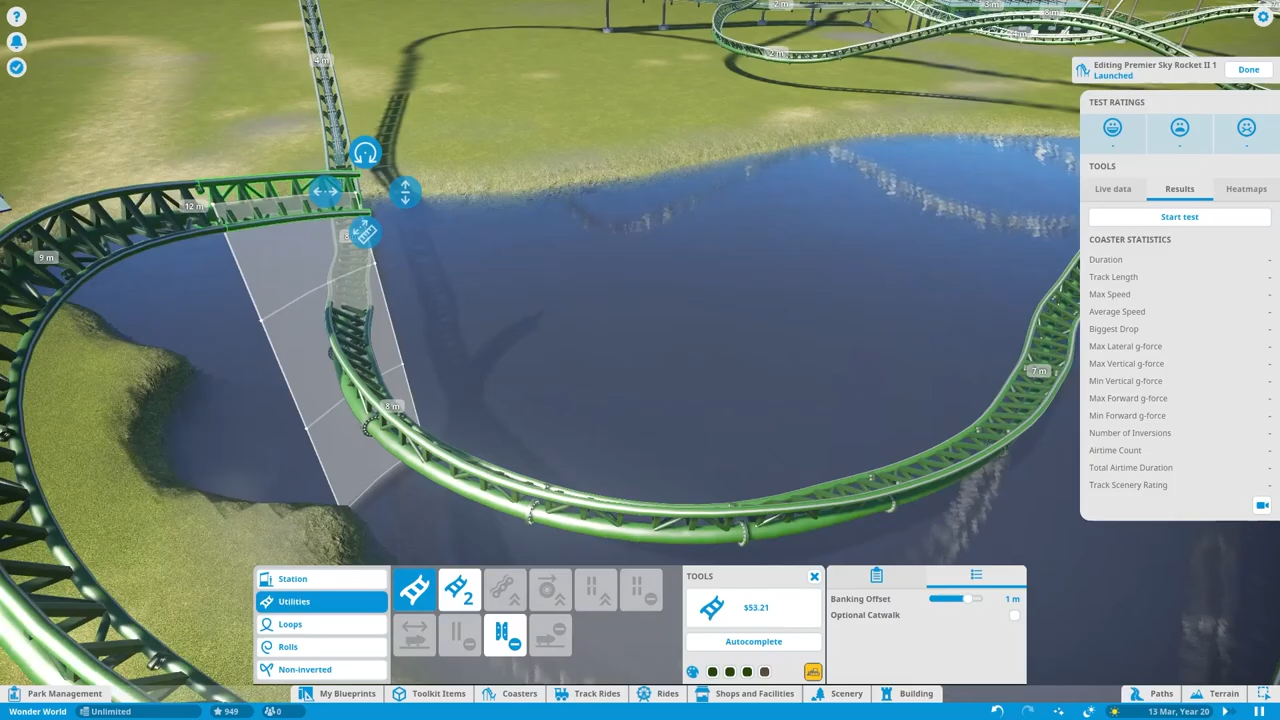 ?
2 m
3 m
4 m
Editing Premier Sky Rocket II 1
Launched
Done
2 m
TEST RATINGS
-
-
-
TOOLS
Live data
Results
Heatmaps
12 m
Start test
9 m
COASTER STATISTICS
Duration -
Track Length -
Max Speed -
Average Speed -
Biggest Drop -
Max Lateral g-force -
Max Vertical g-force -
Min Vertical g-force -
Max Forward g-force -
Min Forward g-force -
Number of Inversions -
Airtime Count -
Total Airtime Duration -
Track Scenery Rating -
7 m
8 m
Station
Utilities
Loops
Rolls
Non-inverted
2
TOOLS
$53.21
Autocomplete
Banking Offset 1 m
Optional Catwalk
Park Management
My Blueprints
Toolkit Items
Coasters
Track Rides
Rides
Shops and Facilities
Scenery
Building
Paths
Terrain
Wonder World
Unlimited
949
0
13 Mar, Year 20